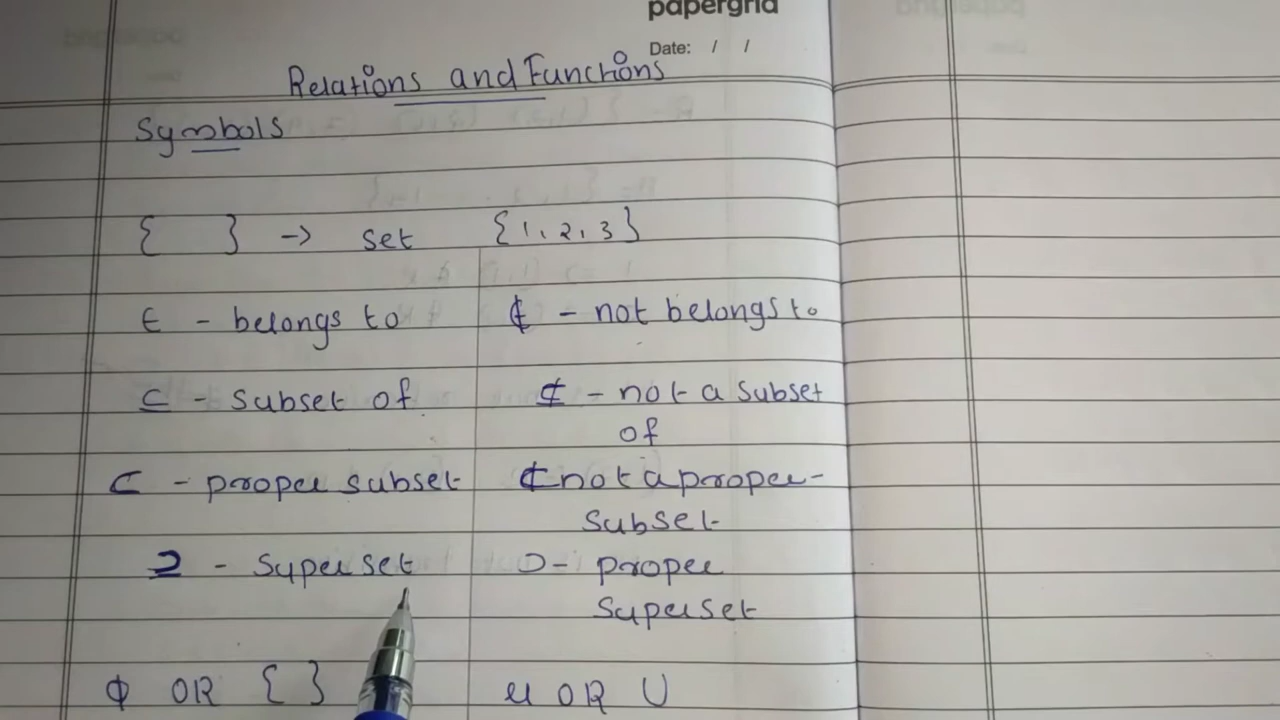 papergrid
Date: / /
Relations and Functions
Symbols
{ } → set {1, 2, 3}
∈ - belongs to ∉ - not belongs to
⊆ - subset of ⊈ - not a subset
of
⊂ - proper subset ⊄ not a proper-
subset
⊇ - Superset ⊃ - proper
Superset
ϕ OR { } μ OR U